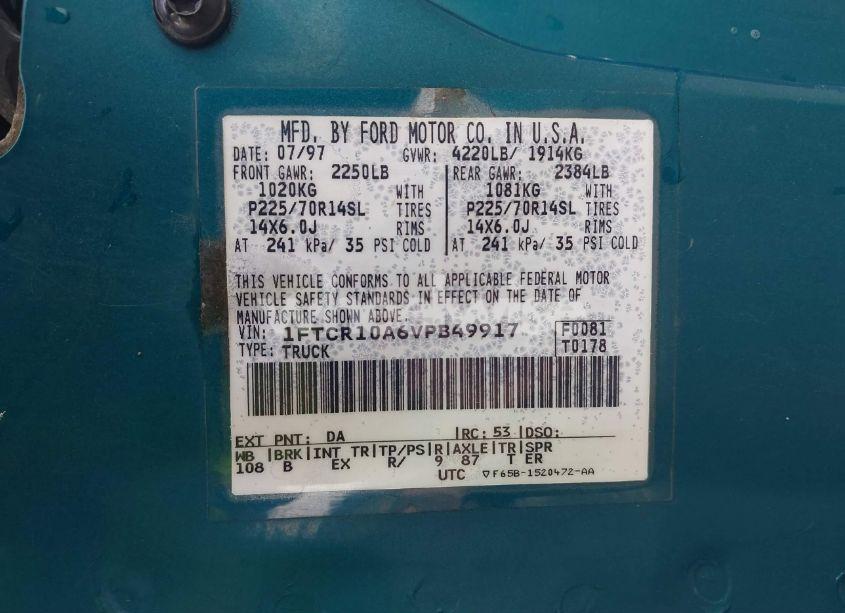 MFD. BY FORD MOTOR CO. IN U.S.A.
DATE: 07/97 GVWR: 4220LB/ 1914KG
FRONT GAWR: 2250LB REAR GAWR: 2384LB
1020KG WITH 1081KG WITH
P225/70R14SL TIRES P225/70R14SL TIRES
14X6.0J RIMS 14X6.0J RIMS
AT 241 kPa/ 35 PSI COLD AT 241 kPa/ 35 PSI COLD
THIS VEHICLE CONFORMS TO ALL APPLICABLE FEDERAL MOTOR
VEHICLE SAFETY STANDARDS IN EFFECT ON THE DATE OF
MANUFACTURE SHOWN ABOVE.
VIN: 1FTCR10A6VPB49917 F0081
TYPE: TRUCK T0178
EXT PNT: DA RC: 53 DSO:
WB BRK INT TR TP/PS R AXLE TR SPR
108 B EX R/ 9 87 T ER
UTC ▽F65B-1520472-AA